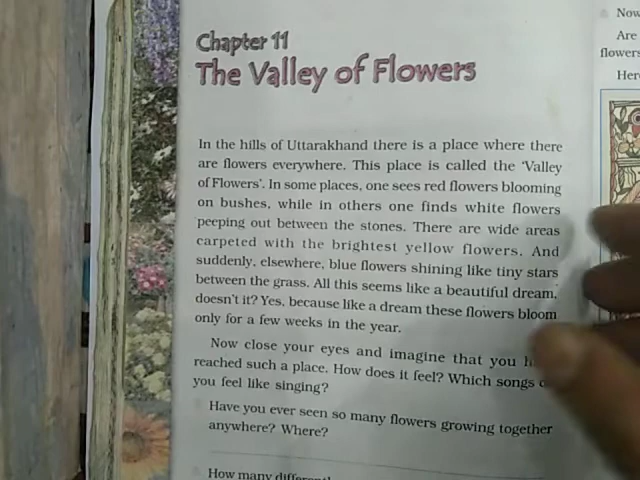 Chapter 11
The Valley of Flowers
In the hills of Uttarakhand there is a place where there
are flowers everywhere. This place is called the ‘Valley
of Flowers’. In some places, one sees red flowers blooming
on bushes, while in others one finds white flowers
peeping out between the stones. There are wide areas
carpeted with the brightest yellow flowers. And
suddenly, elsewhere, blue flowers shining like tiny stars
between the grass. All this seems like a beautiful dream,
doesn't it? Yes, because like a dream these flowers bloom
only for a few weeks in the year.
Now close your eyes and imagine that you
reached such a place. How does it feel? Which songs
you feel like singing?
Have you ever seen so many flowers growing together
anywhere? Where?
How many
Now
Are
flowers
Here